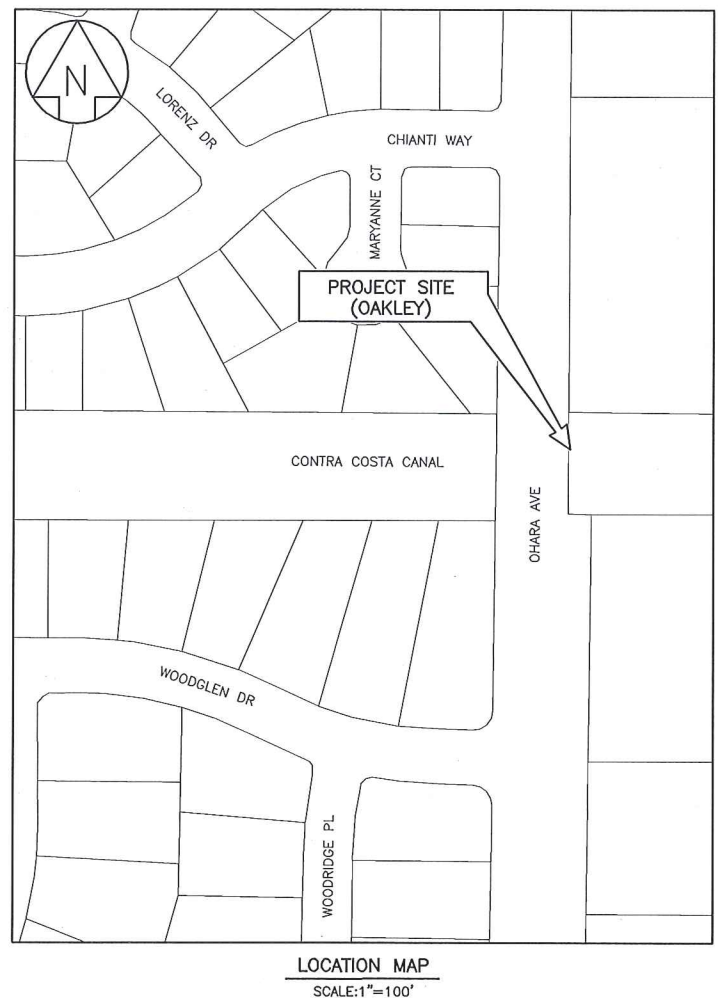 N
LORENZ DR
CHIANTI WAY
MARYANNE CT
PROJECT SITE
(OAKLEY)
CONTRA COSTA CANAL
OHARA AVE
WOODGLEN DR
WOODRIDGE PL
LOCATION MAP
SCALE:1"=100'